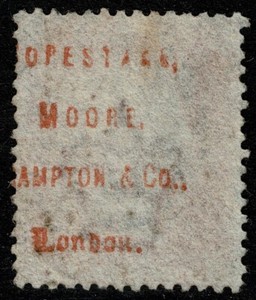 OPESTAKE,
MOORE,
RAMPTON, & Co.,
London.